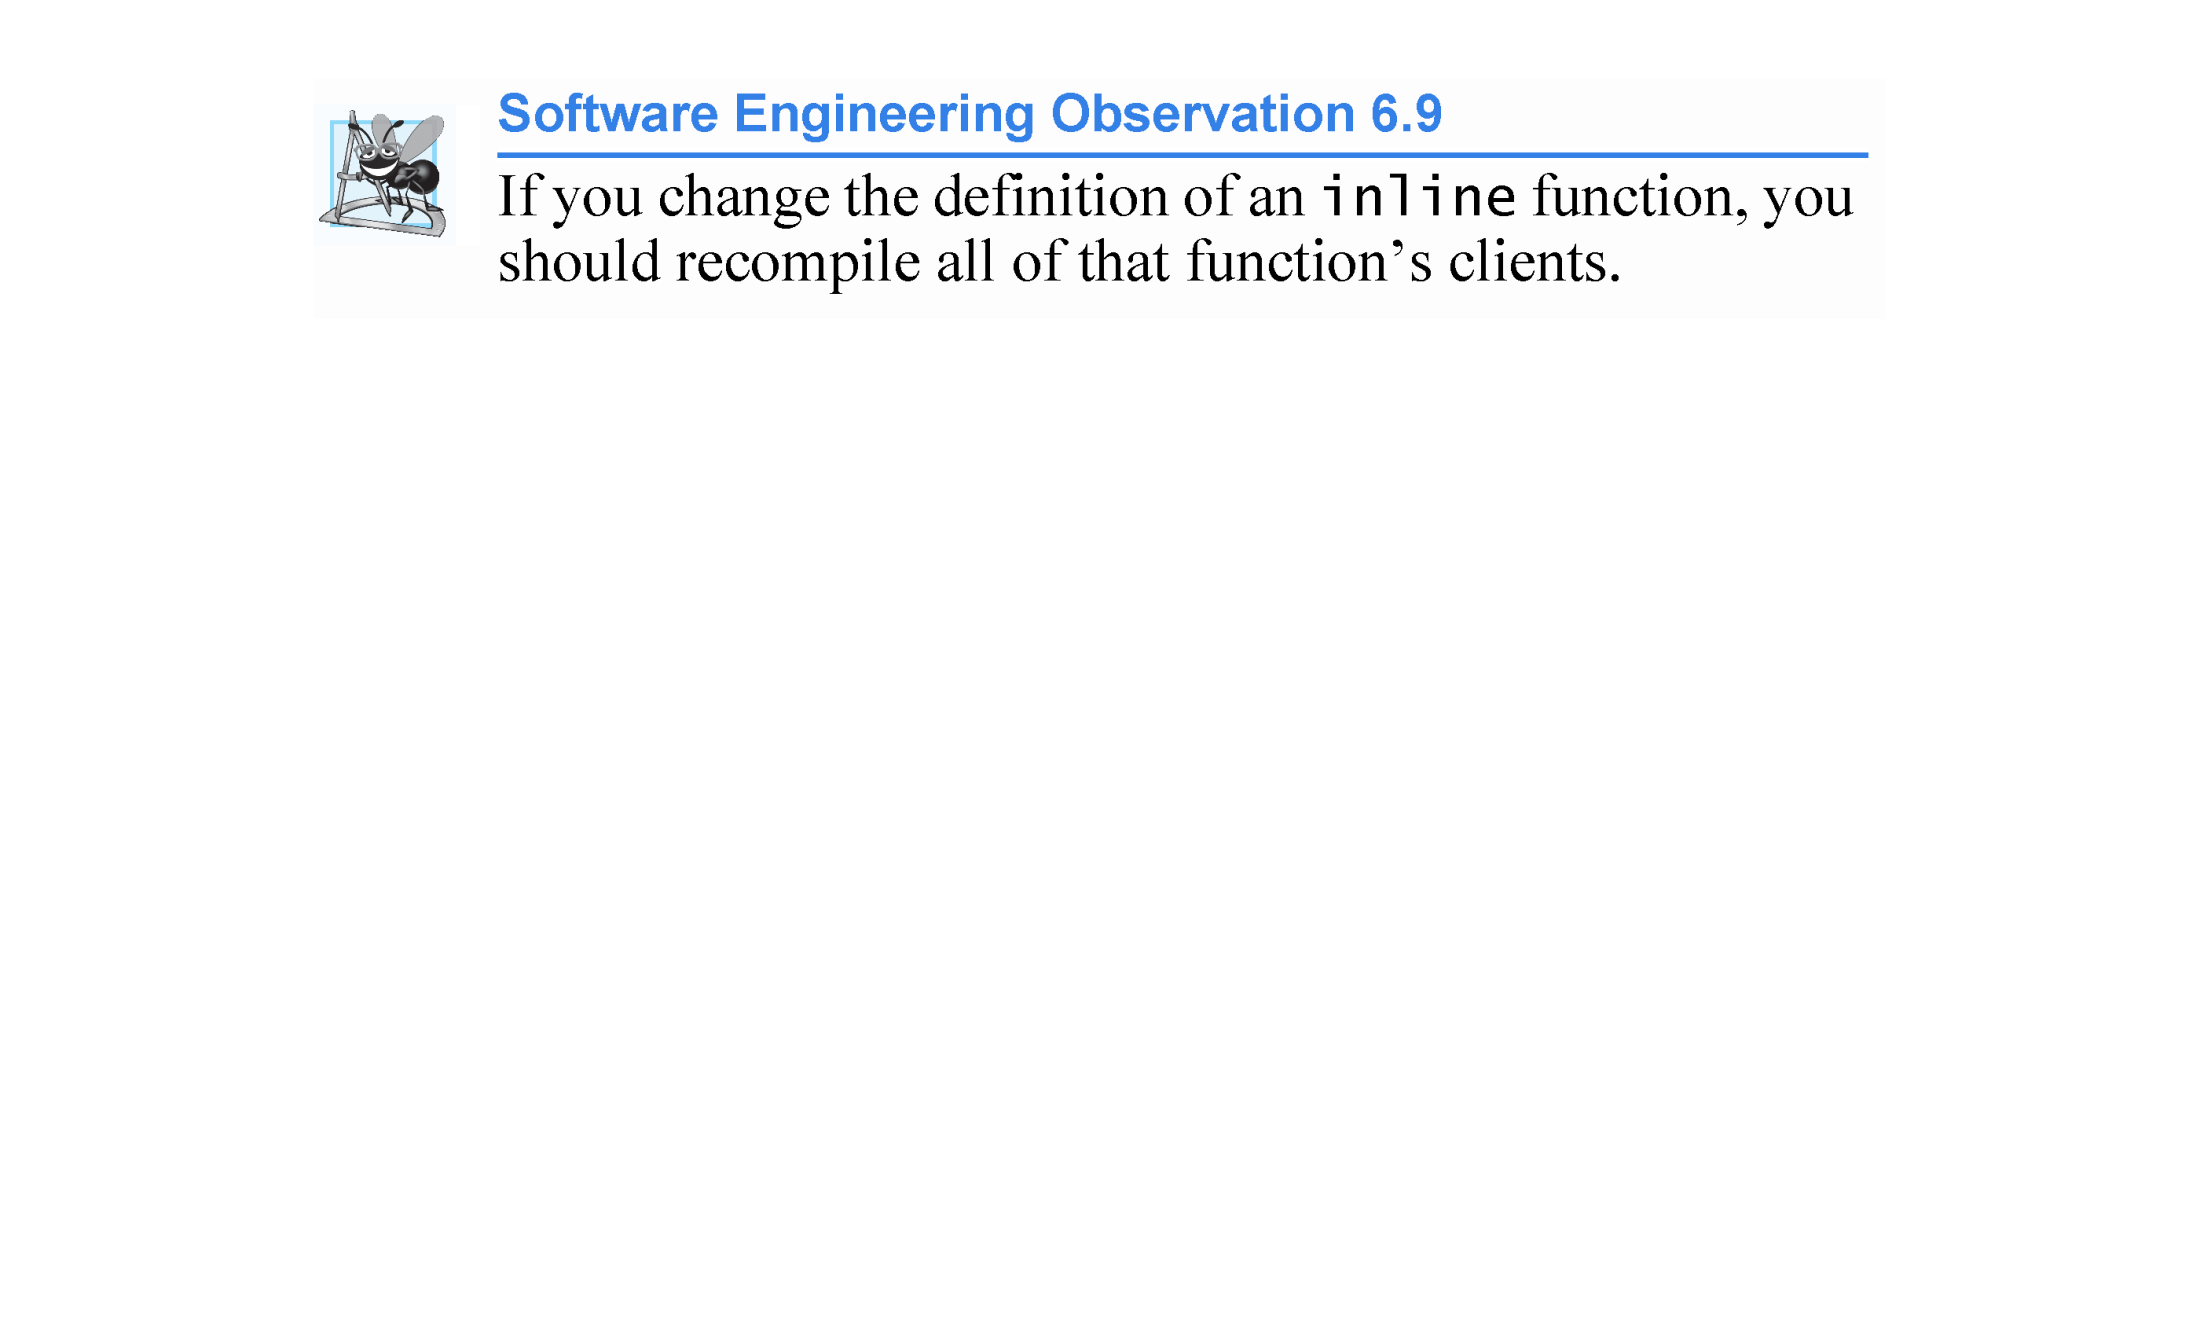 Software Engineering Observation 6.9
If you change the definition of an inline function, you
should recompile all of that function’s clients.